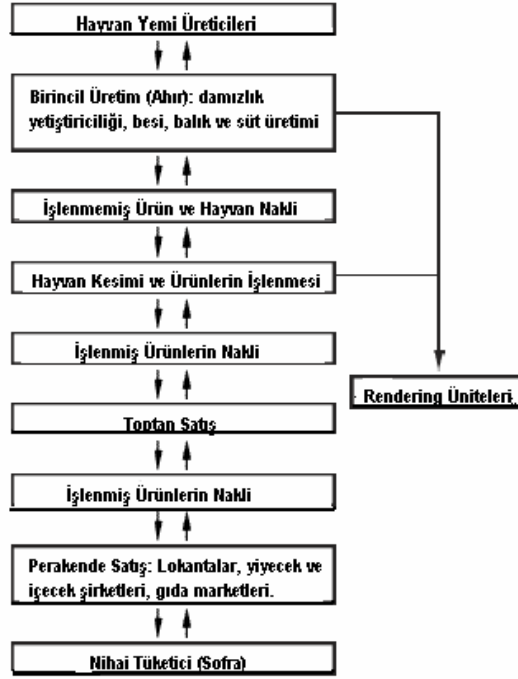 Hayvan Yemi Üreticileri
Birincil Üretim (Ahır): damızlık
yetiştiriciliği, besi, balık ve süt üretimi
İşlenmemiş Ürün ve Hayvan Nakli
Hayvan Kesimi ve Ürünlerin İşlenmesi
İşlenmiş Ürünlerin Nakli
Rendering Üniteleri
Toptan Satış
İşlenmiş Ürünlerin Nakli
Perakende Satış: Lokantalar, yiyecek ve
içecek şirketleri, gıda marketleri.
Nihai Tüketici (Sofra)